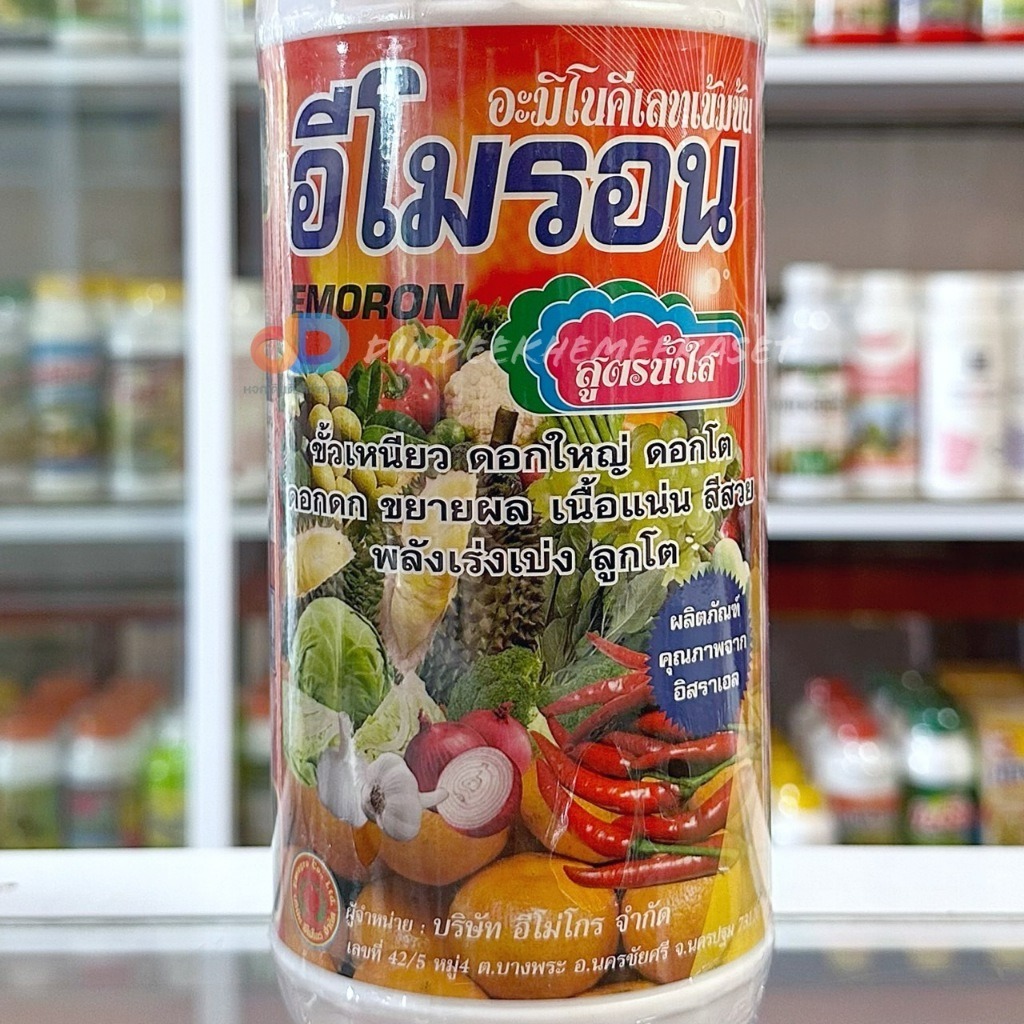 อะมิโนคีเลทเข้มข้น
อีโมรอน
EMORON
DINDEEKHEMEEKASET
สูตรน้ำใส
ขั้วเหนียว ดอกใหญ่ ดอกโต
ดอกดก ขยายผล เนื้อแน่น สีสวย
พลังเร่งเบ่ง ลูกโต
ผลิตภัณฑ์
คุณภาพจาก
อิสราเอล
ผู้จำหน่าย : บริษัท อีโม่โกร จำกัด
เลขที่ 42/5 หมู่4 ต.บางพระ อ.นครชัยศรี จ.นครปฐม